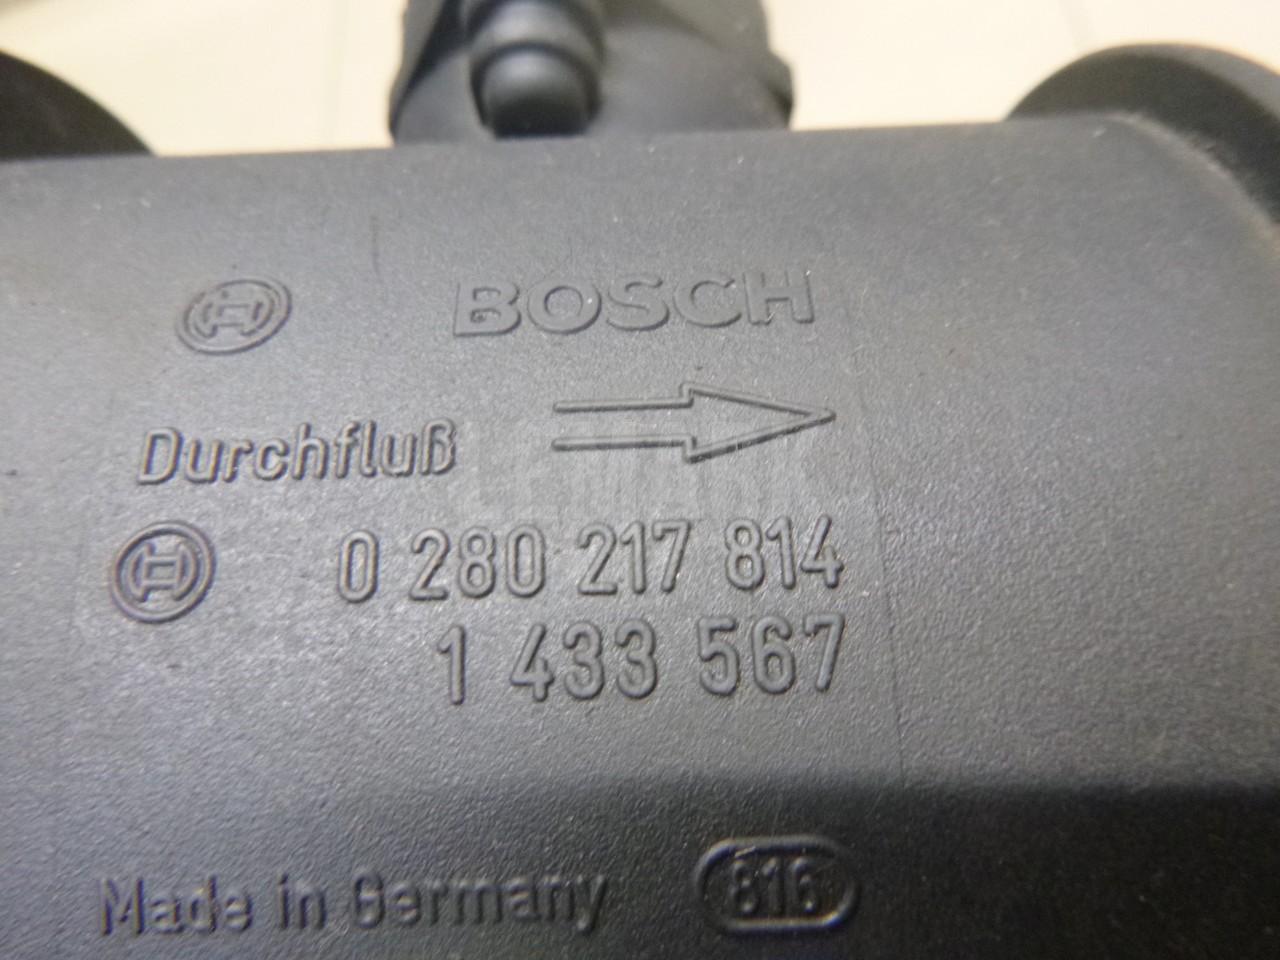 BOSCH
Durchfluß
0 280 217 814
1 433 567
Made in Germany 816